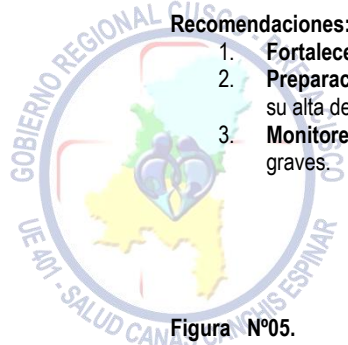 Recomendaciones:
1. Fortalece
2. Preparac
su alta de
3. Monitore
graves.
Figura Nº05.
GOBIERNO REGIONAL CUSCO -
UE 401 - SALUD CANAS CANCHIS ESPINAR